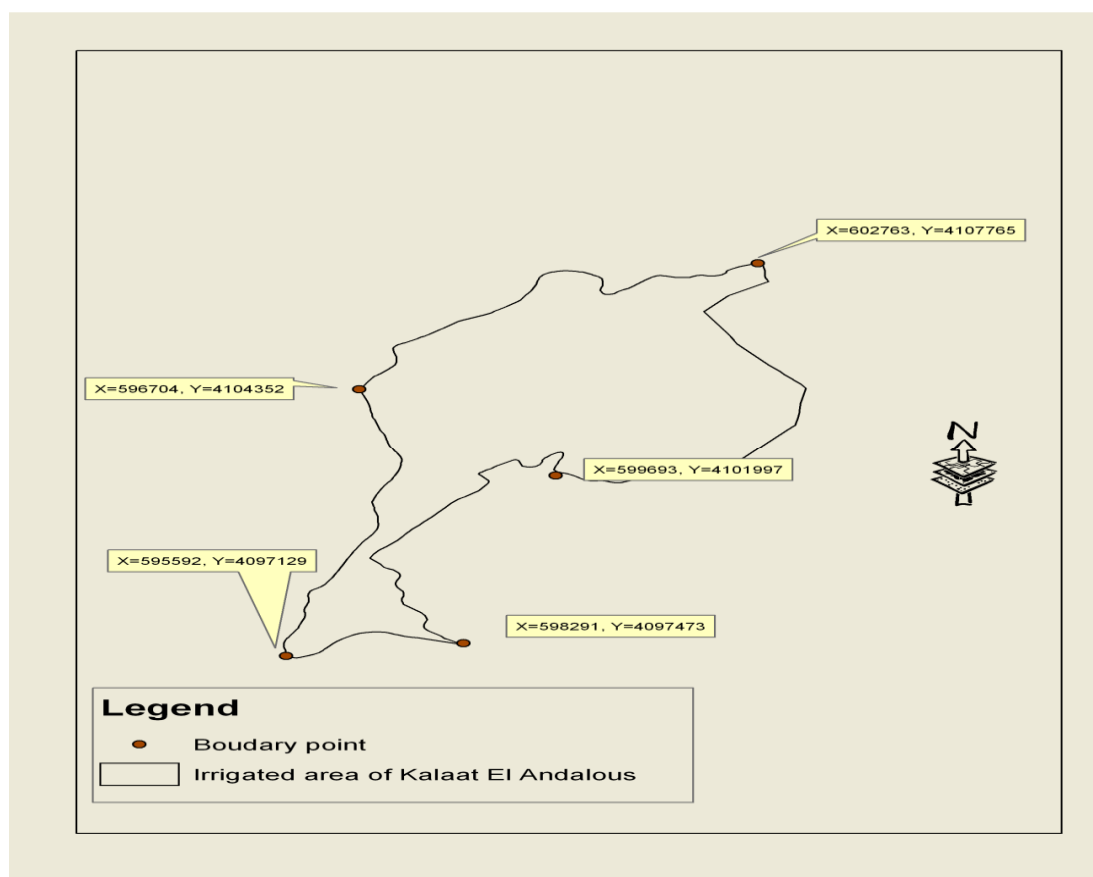 X=602763, Y=4107765
X=596704, Y=4104352
N
X=599693, Y=4101997
X=595592, Y=4097129
X=598291, Y=4097473
Legend
Boudary point
Irrigated area of Kalaat El Andalous